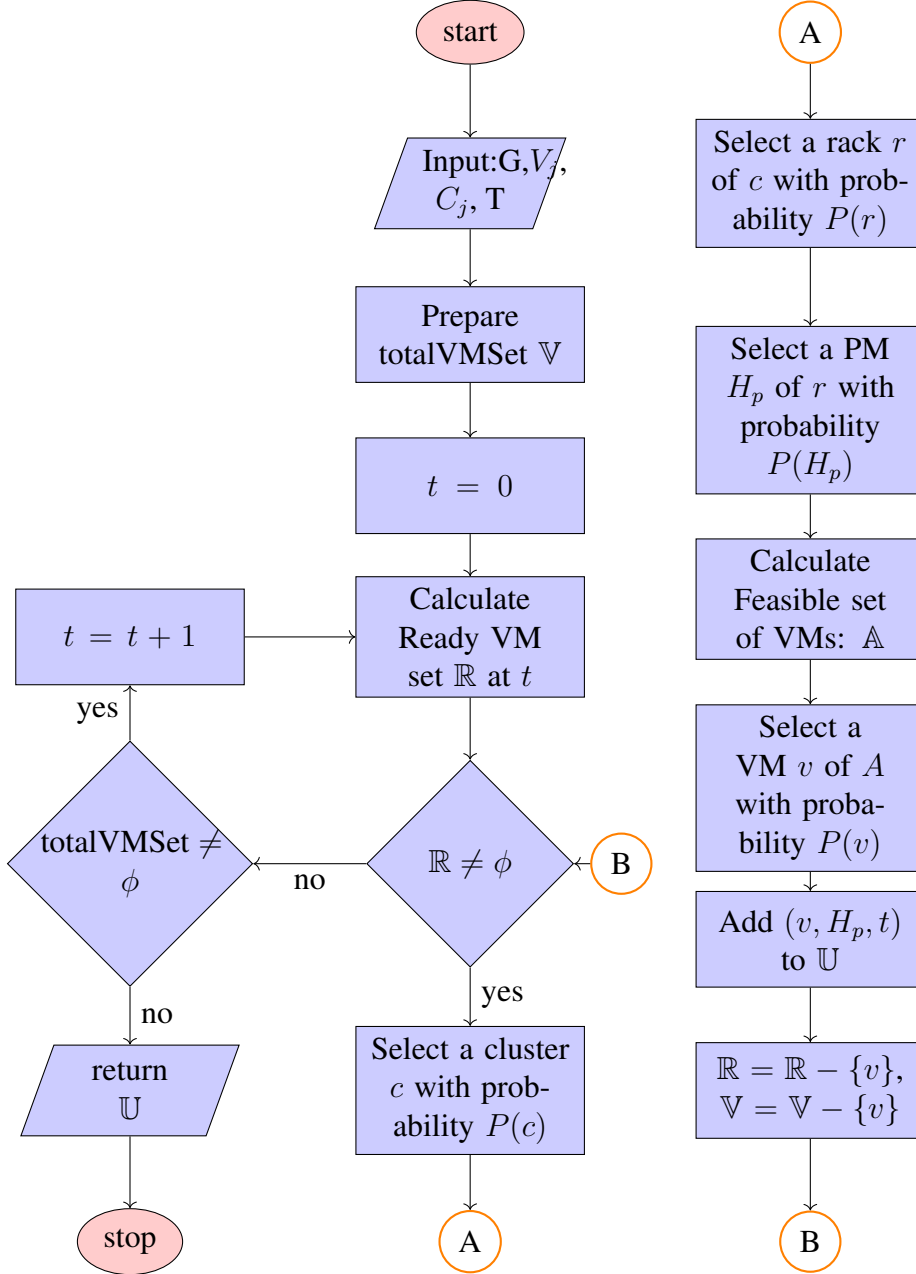 start
Input:G,V_j,
C_j, T
Prepare
totalVMSet 𝕍
t = 0
Calculate
Ready VM
set ℝ at t
t = t + 1
yes
totalVMSet ≠
ϕ
no
ℝ ≠ ϕ
B
no
yes
return
𝕌
stop
Select a cluster
c with prob-
ability P(c)
A
A
Select a rack r
of c with prob-
ability P(r)
Select a PM
H_p of r with
probability
P(H_p)
Calculate
Feasible set
of VMs: 𝔸
Select a
VM v of A
with proba-
bility P(v)
Add (v, H_p, t)
to 𝕌
ℝ = ℝ − {v},
𝕍 = 𝕍 − {v}
B